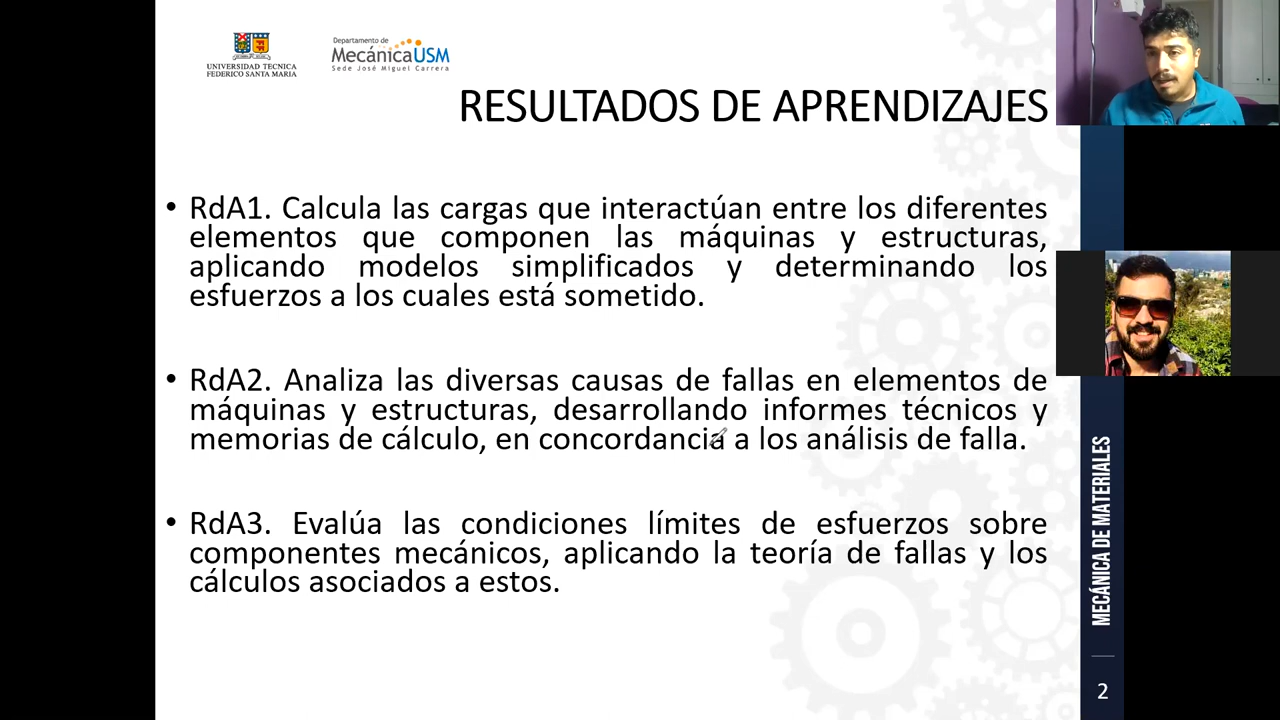 UNIVERSIDAD TECNICA
FEDERICO SANTA MARIA
Departamento de
MecánicaUSM
Sede José Miguel Carrera
RESULTADOS DE APRENDIZAJES
• RdA1. Calcula las cargas que interactúan entre los diferentes
elementos que componen las máquinas y estructuras,
aplicando modelos simplificados y determinando los
esfuerzos a los cuales está sometido.
• RdA2. Analiza las diversas causas de fallas en elementos de
máquinas y estructuras, desarrollando informes técnicos y
memorias de cálculo, en concordancia a los análisis de falla.
• RdA3. Evalúa las condiciones límites de esfuerzos sobre
componentes mecánicos, aplicando la teoría de fallas y los
cálculos asociados a estos.
MECÁNICA DE MATERIALES
2